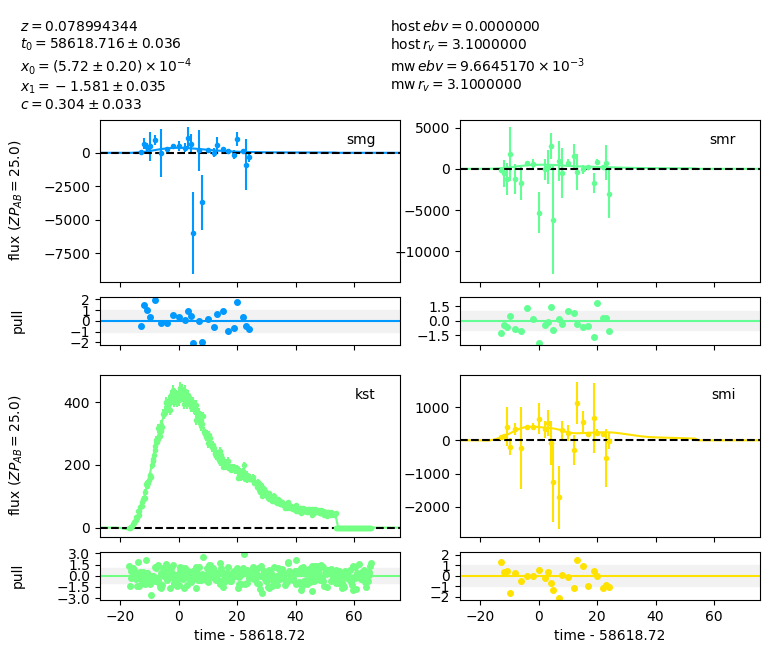 z = 0.078994344
t₀ = 58618.716 ± 0.036
x₀ = (5.72 ± 0.20) × 10⁻⁴
x₁ = −1.581 ± 0.035
c = 0.304 ± 0.033
host ebv = 0.0000000
host r_v = 3.1000000
mw ebv = 9.6645170 × 10⁻³
mw r_v = 3.1000000
flux (ZP_AB = 25.0)
0
−2500
−5000
−7500
smg
5000
0
−5000
−10000
smr
pull
2
1
0
−1
−2
1.5
0.0
−1.5
flux (ZP_AB = 25.0)
400
200
0
kst
1000
0
−1000
−2000
smi
pull
3.0
1.5
0.0
−1.5
−3.0
2
1
0
−1
−2
−20 0 20 40 60
−20 0 20 40 60
time - 58618.72
time - 58618.72